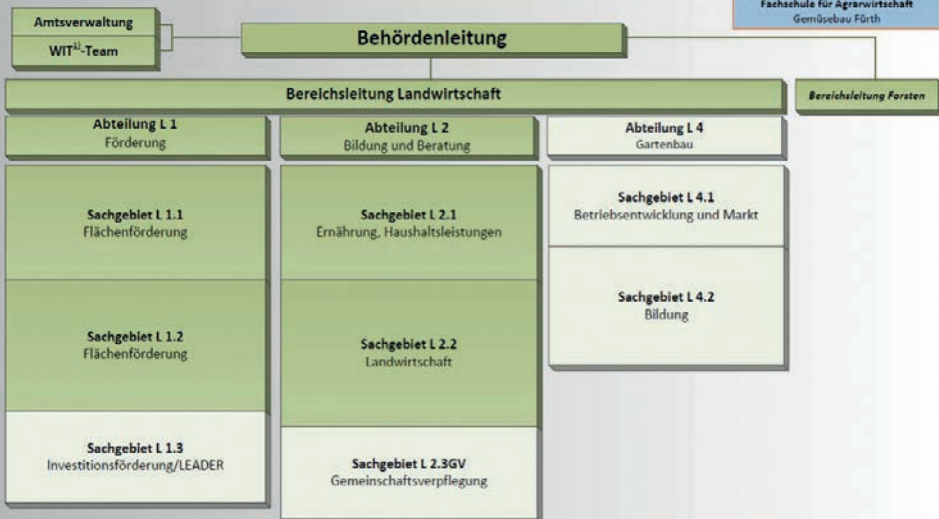 Fachschule für Agrarwirtschaft
Gemüsebau Fürth
Amtsverwaltung
WIT¹⁾-Team
Behördenleitung
Bereichsleitung Landwirtschaft
Bereichsleitung Forsten
Abteilung L 1
Förderung
Abteilung L 2
Bildung und Beratung
Abteilung L 4
Gartenbau
Sachgebiet L 1.1
Flächenförderung
Sachgebiet L 2.1
Ernährung, Haushaltsleistungen
Sachgebiet L 4.1
Betriebsentwicklung und Markt
Sachgebiet L 1.2
Flächenförderung
Sachgebiet L 2.2
Landwirtschaft
Sachgebiet L 4.2
Bildung
Sachgebiet L 1.3
Investitionsförderung/LEADER
Sachgebiet L 2.3GV
Gemeinschaftsverpflegung